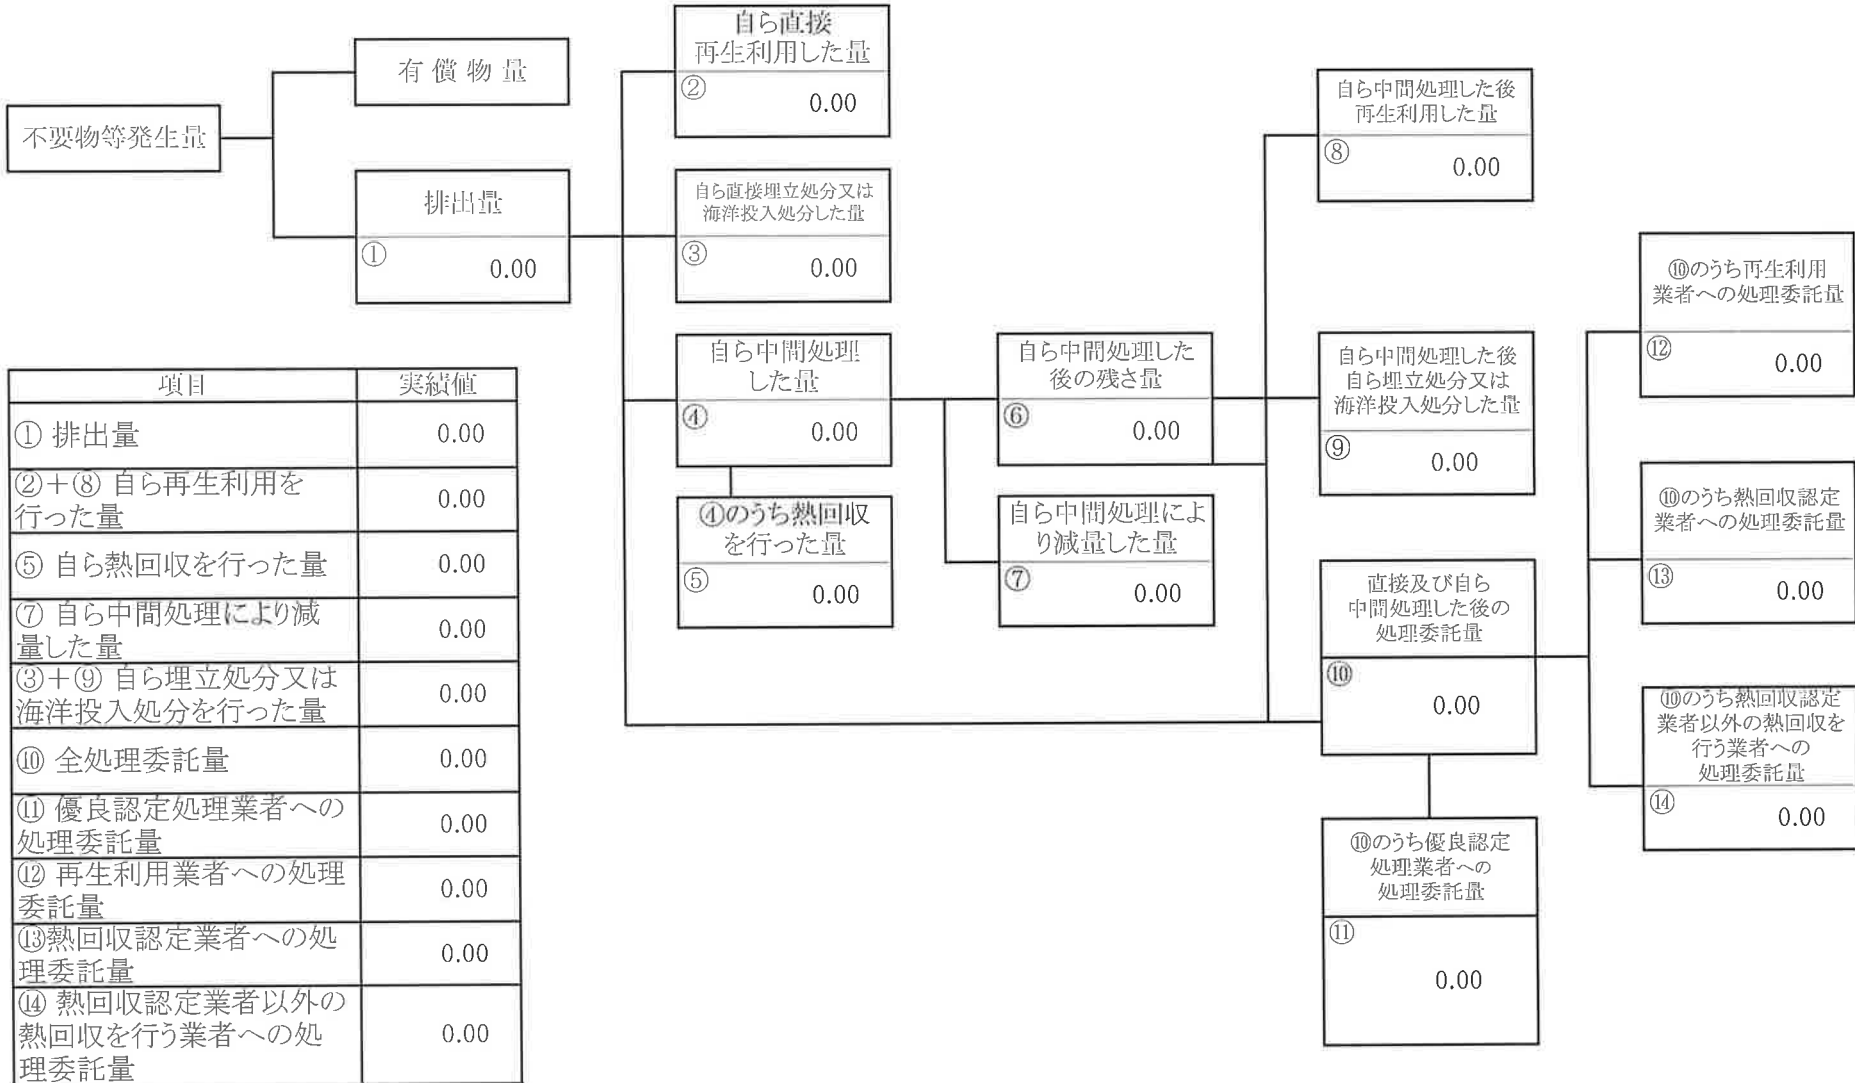 不要物等発生量
有償物量
排出量
①
0.00
自ら直接
再生利用した量
②
0.00
自ら直接埋立処分又は
海洋投入処分した量
③
0.00
自ら中間処理
した量
④
0.00
④のうち熱回収
を行った量
⑤
0.00
自ら中間処理した
後の残さ量
⑥
0.00
自ら中間処理によ
り減量した量
⑦
0.00
自ら中間処理した後
再生利用した量
⑧
0.00
自ら中間処理した後
自ら埋立処分又は
海洋投入処分した量
⑨
0.00
直接及び自ら
中間処理した後の
処理委託量
⑩
0.00
⑩のうち優良認定
処理業者への
処理委託量
⑪
0.00
⑩のうち再生利用
業者への処理委託量
⑫
0.00
⑩のうち熱回収認定
業者への処理委託量
⑬
0.00
⑩のうち熱回収認定
業者以外の熱回収を
行う業者への
処理委託量
⑭
0.00
項目 実績値
① 排出量 0.00
②+⑧ 自ら再生利用を
行った量 0.00
⑤ 自ら熱回収を行った量 0.00
⑦ 自ら中間処理により減
量した量 0.00
③+⑨ 自ら埋立処分又は
海洋投入処分を行った量 0.00
⑩ 全処理委託量 0.00
⑪ 優良認定処理業者への
処理委託量 0.00
⑫ 再生利用業者への処理
委託量 0.00
⑬熱回収認定業者への処
理委託量 0.00
⑭ 熱回収認定業者以外の
熱回収を行う業者への処
理委託量 0.00